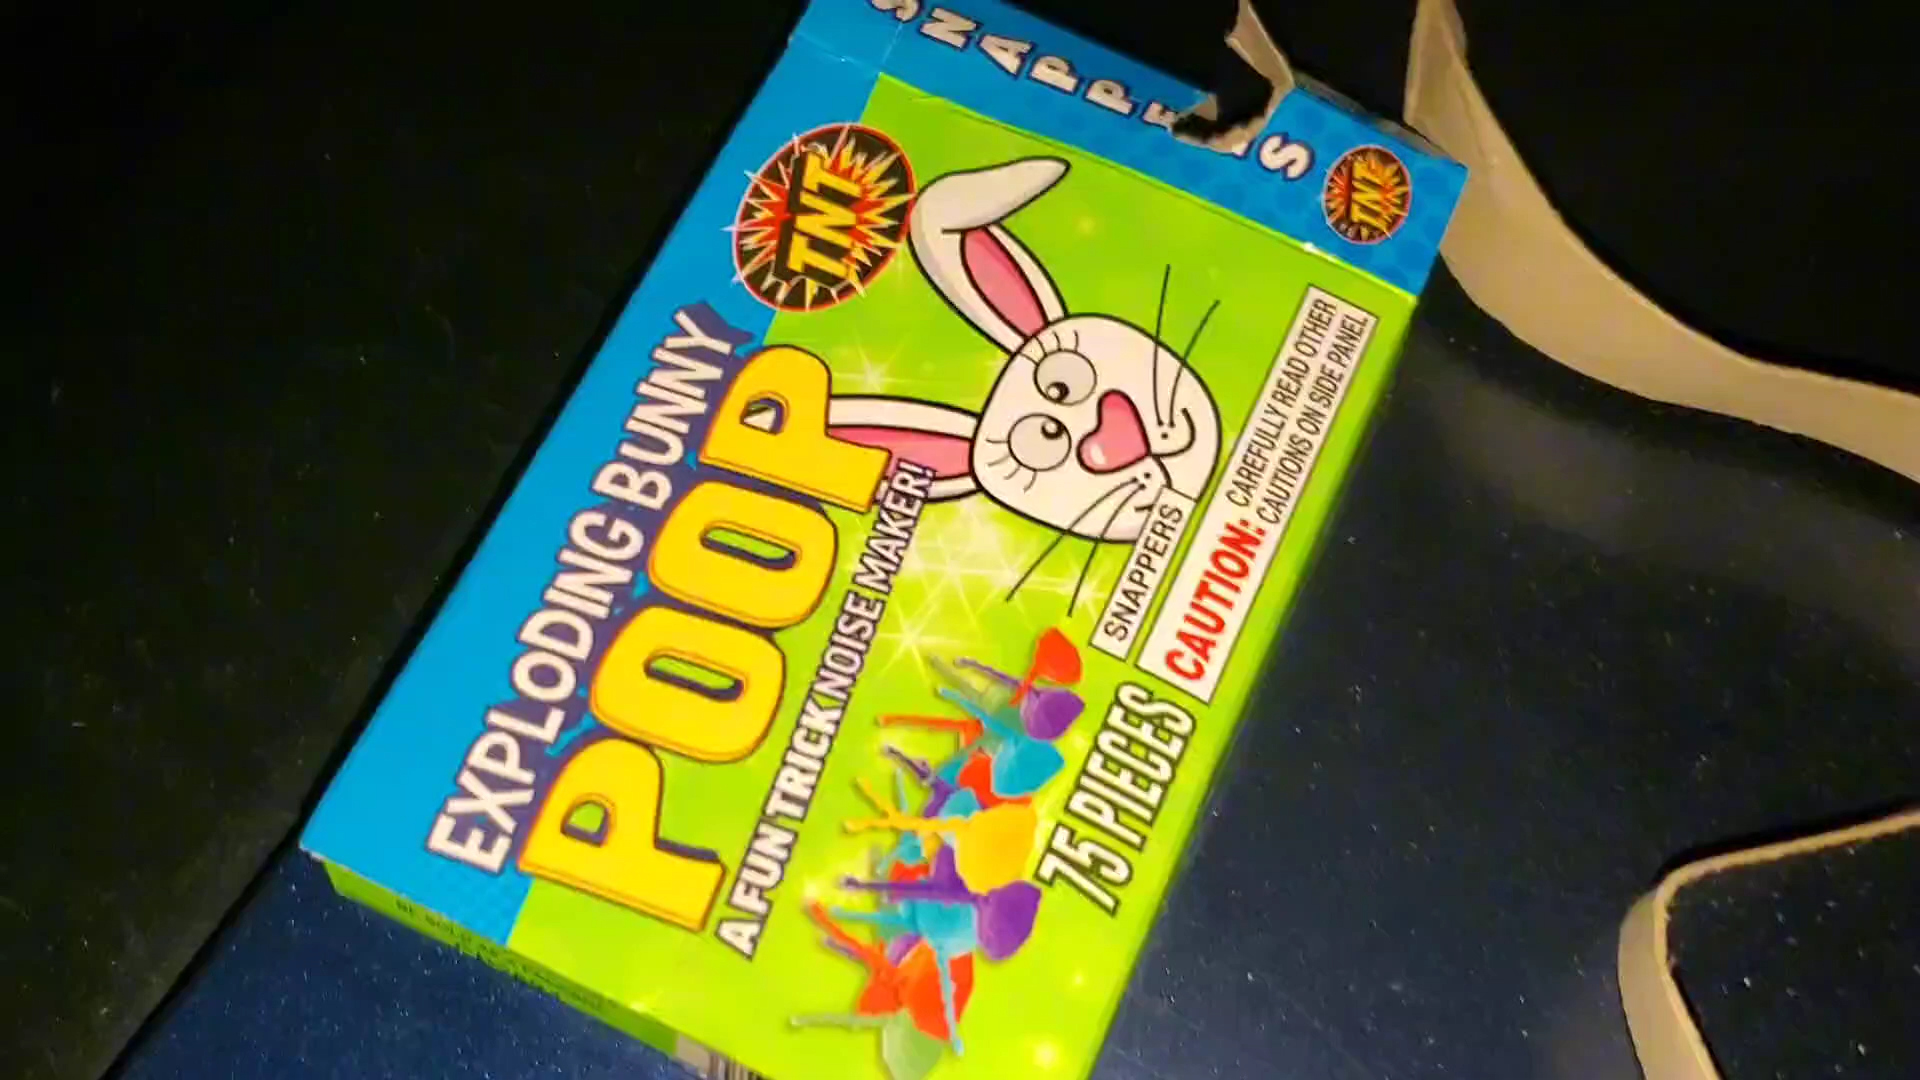 SNAPPERS
TNT
TNT
EXPLODING BUNNY
POOP
A FUN TRICK NOISE MAKER!
SNAPPERS
CAUTION: CAREFULLY READ OTHER
CAUTIONS ON SIDE PANEL
75 PIECES